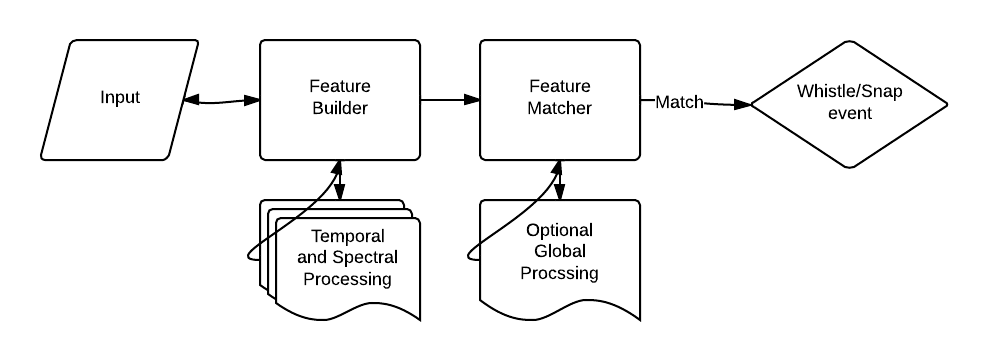 Input
Feature
Builder
Feature
Matcher
Match
Whistle/Snap
event
Temporal
and Spectral
Processing
Optional
Global
Procssing